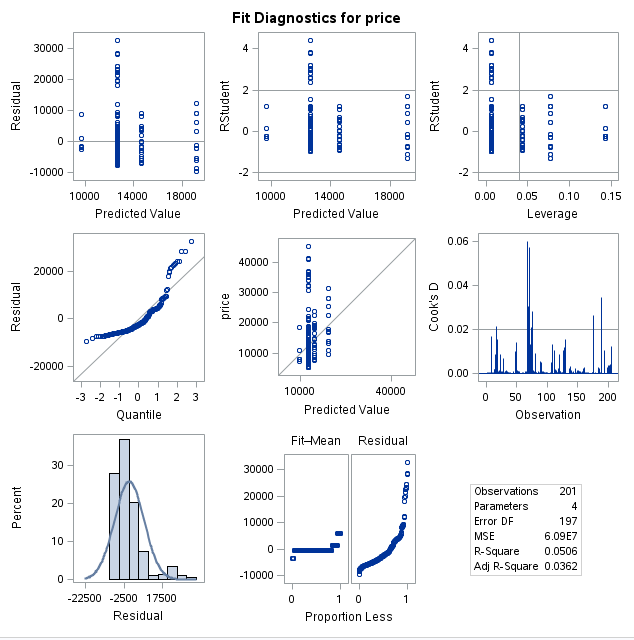 Fit Diagnostics for price
30000
20000
10000
0
-10000
Residual
10000 14000 18000
Predicted Value
4
2
0
-2
RStudent
10000 14000 18000
Predicted Value
4
2
0
-2
RStudent
0.00 0.05 0.10 0.15
Leverage
20000
0
-20000
Residual
-3 -2 -1 0 1 2 3
Quantile
40000
30000
20000
10000
price
10000 40000
Predicted Value
0.06
0.04
0.02
0.00
Cook's D
0 50 100 150 200
Observation
30
20
10
0
Percent
-22500 -2500 17500
Residual
Fit–Mean Residual
30000
20000
10000
0
-10000
0 1 0 1
Proportion Less
Observations 201
Parameters 4
Error DF 197
MSE 6.09E7
R-Square 0.0506
Adj R-Square 0.0362